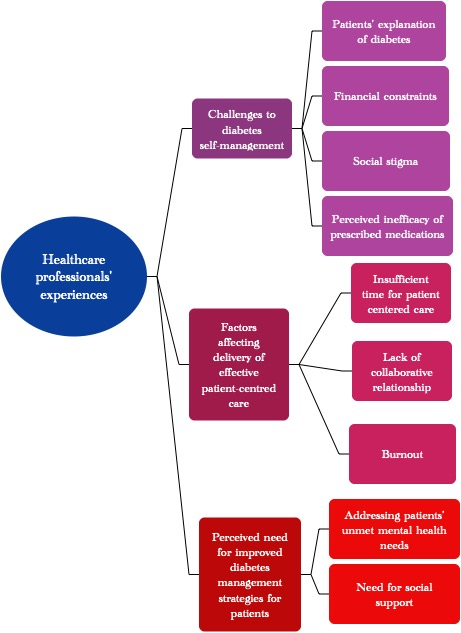 Patients' explanation
of diabetes
Financial constraints
Challenges to
diabetes
self-management
Social stigma
Perceived inefficacy of
prescribed medications
Healthcare
professionals'
experiences
Insufficient
time for patient
centered care
Factors
affecting
delivery of
effective
patient-centred
care
Lack of
collaborative
relationship
Burnout
Addressing patients'
unmet mental health
needs
Perceived need
for improved
diabetes
management
strategies for
patients
Need for social
support